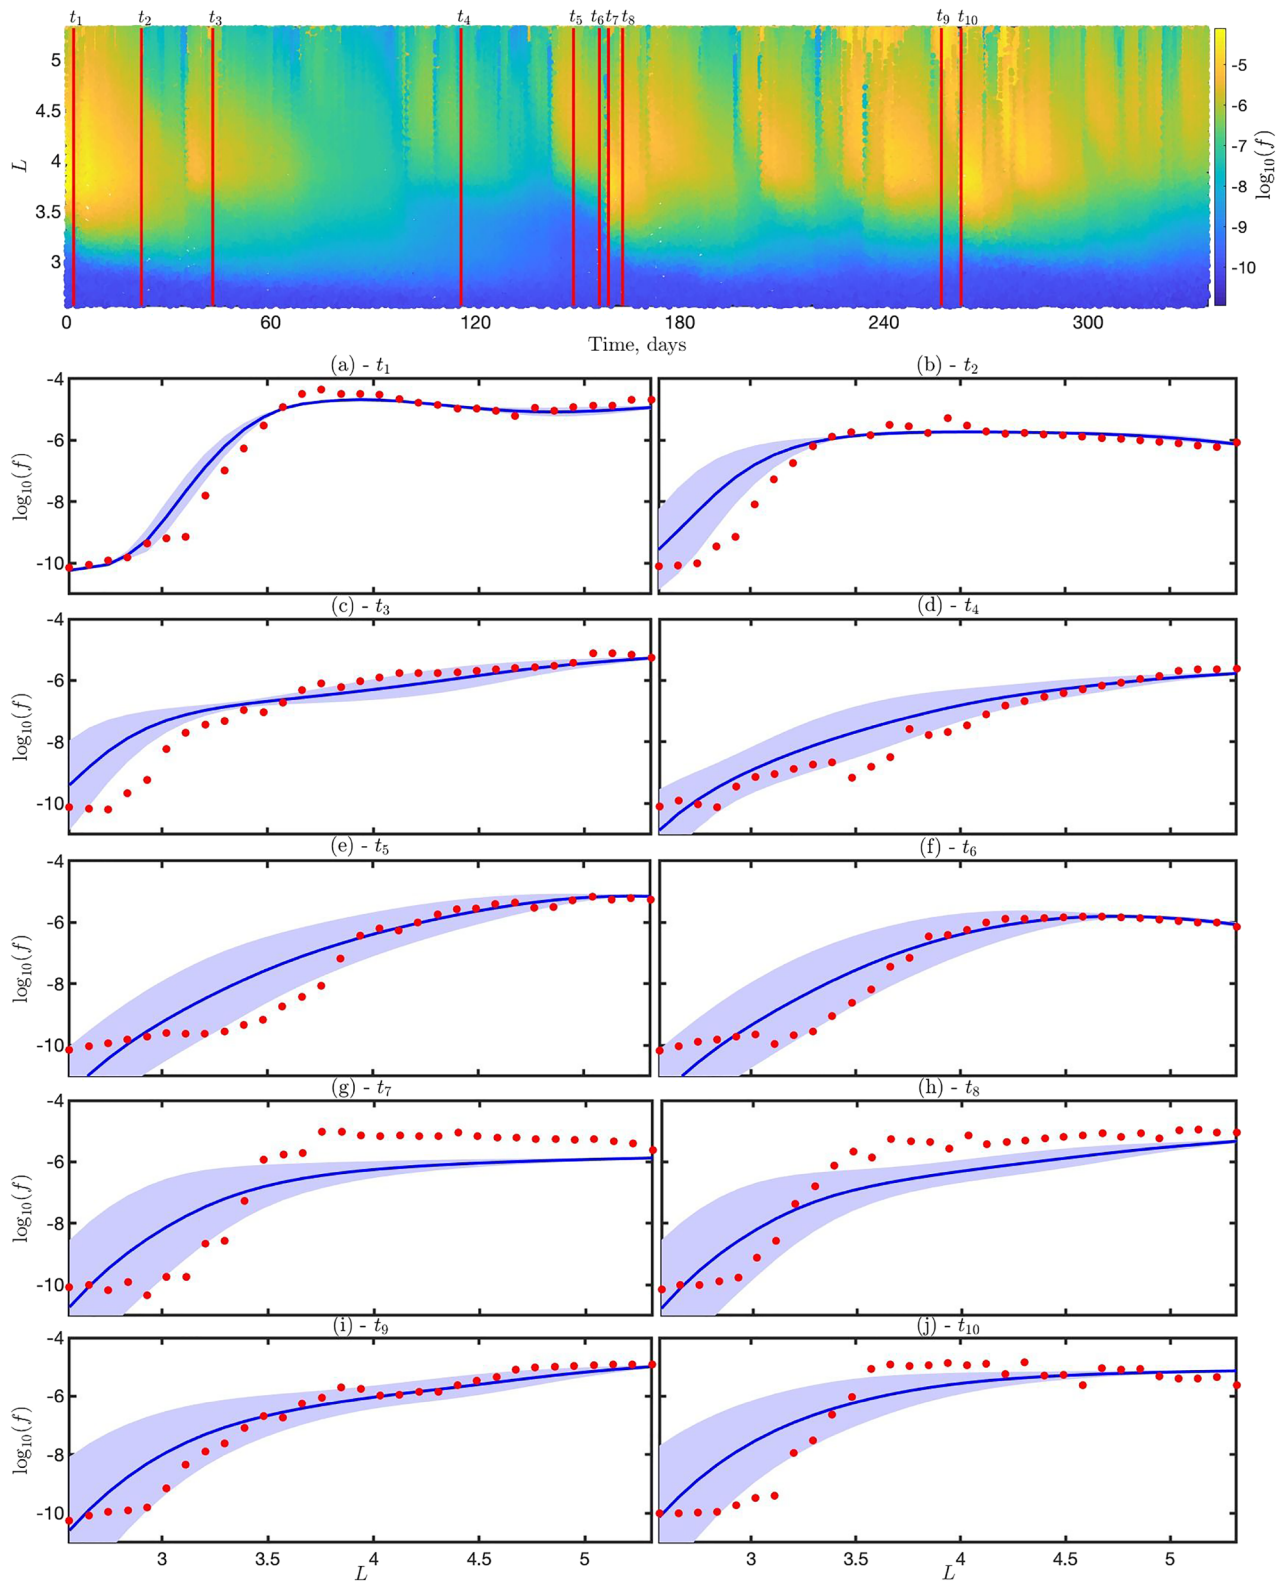 t1 t2 t3 t4 t5 t6 t7 t8 t9 t10
5
4.5
4
3.5
3
L
-5
-6
-7
-8
-9
-10
log10(f)
0 60 120 180 240 300
Time, days
(a) - t1 (b) - t2
-4
-6
-8
-10
log10(f)
(c) - t3 (d) - t4
-4
-6
-8
-10
log10(f)
(e) - t5 (f) - t6
-4
-6
-8
-10
log10(f)
(g) - t7 (h) - t8
-4
-6
-8
-10
log10(f)
(i) - t9 (j) - t10
-4
-6
-8
-10
log10(f)
3 3.5 4 4.5 5 3 3.5 4 4.5 5
L L